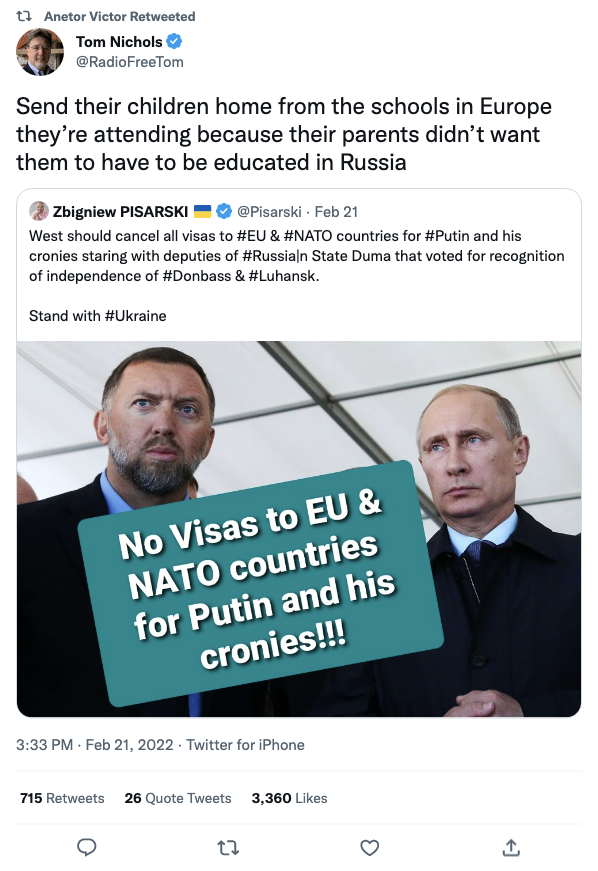 Anetor Victor Retweeted
Tom Nichols
@RadioFreeTom
Send their children home from the schools in Europe
they’re attending because their parents didn’t want
them to have to be educated in Russia
Zbigniew PISARSKI 🇺🇦 @Pisarski · Feb 21
West should cancel all visas to #EU & #NATO countries for #Putin and his
cronies staring with deputies of #Russia|n State Duma that voted for recognition
of independence of #Donbass & #Luhansk.
Stand with #Ukraine
No Visas to EU &
NATO countries
for Putin and his
cronies!!!
3:33 PM · Feb 21, 2022 · Twitter for iPhone
715 Retweets 26 Quote Tweets 3,360 Likes